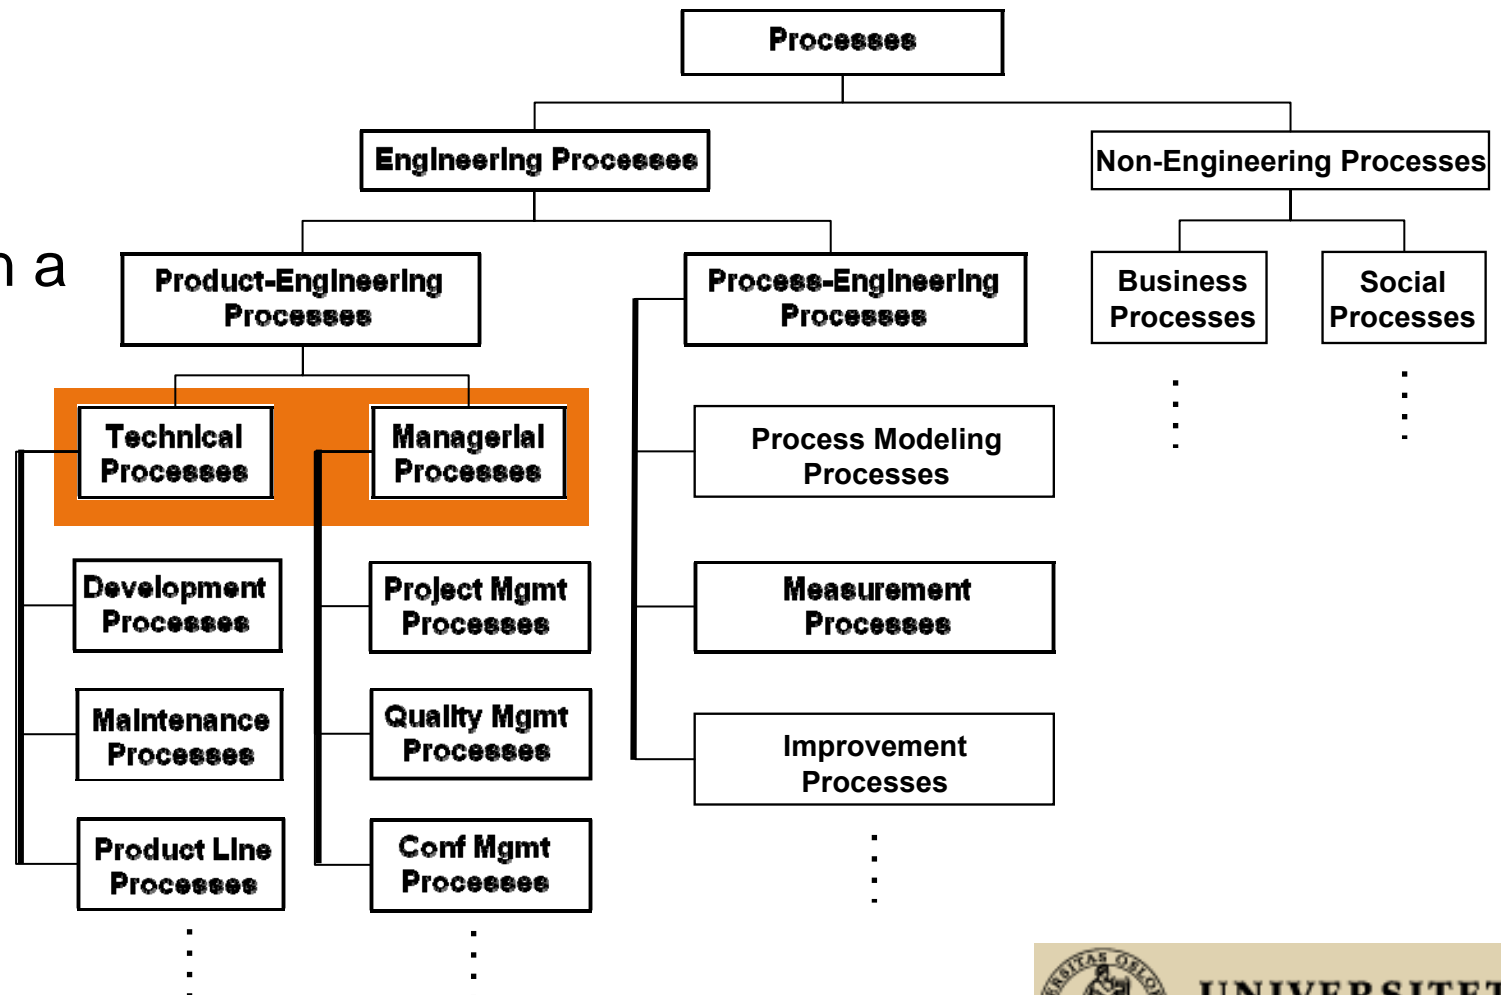 Processes
Engineering Processes
Non-Engineering Processes
n a
Product-Engineering
Processes
Process-Engineering
Processes
Business
Processes
Social
Processes
Technical
Processes
Managerial
Processes
Process Modeling
Processes
Development
Processes
Project Mgmt
Processes
Measurement
Processes
Maintenance
Processes
Quality Mgmt
Processes
Improvement
Processes
Product Line
Processes
Conf Mgmt
Processes
UNIVERSITET